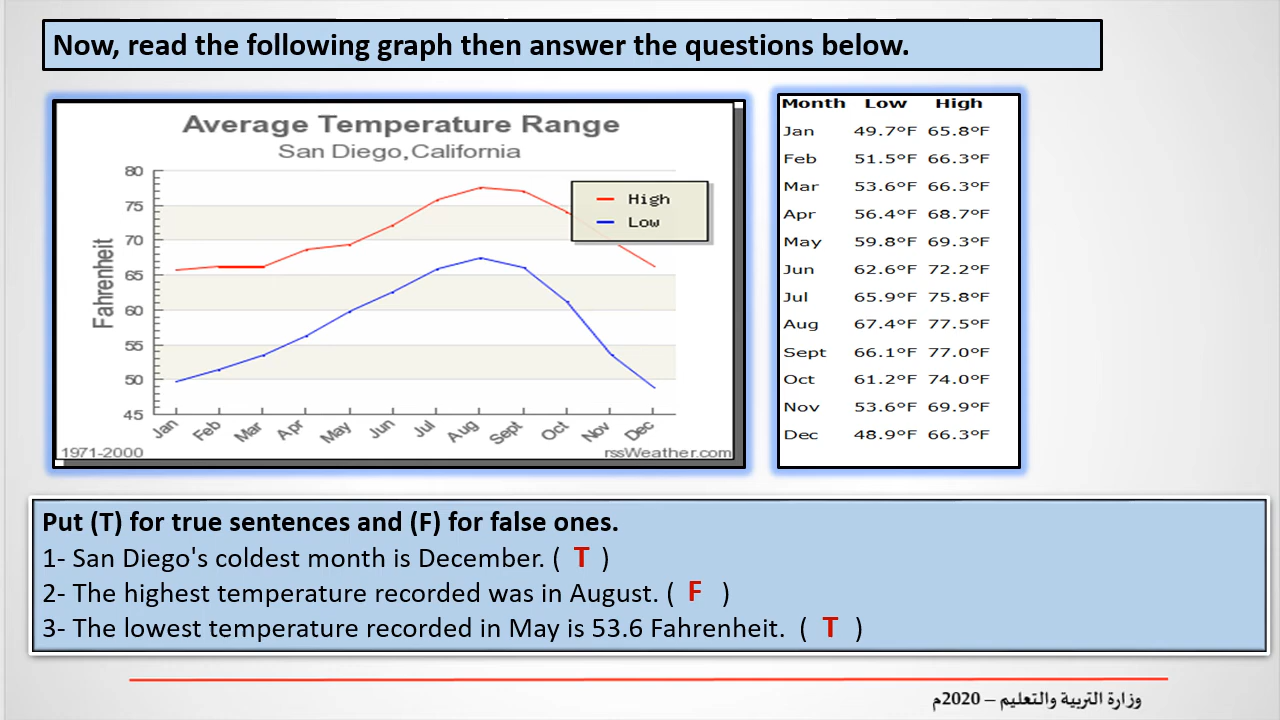 Now, read the following graph then answer the questions below.
Average Temperature Range
San Diego,California
80
75
70
65
60
55
50
45
Fahrenheit
High
Low
Jan Feb Mar Apr May Jun Jul Aug Sept Oct Nov Dec
1971-2000 rssWeather.com
Month Low High
Jan 49.7°F 65.8°F
Feb 51.5°F 66.3°F
Mar 53.6°F 66.3°F
Apr 56.4°F 68.7°F
May 59.8°F 69.3°F
Jun 62.6°F 72.2°F
Jul 65.9°F 75.8°F
Aug 67.4°F 77.5°F
Sept 66.1°F 77.0°F
Oct 61.2°F 74.0°F
Nov 53.6°F 69.9°F
Dec 48.9°F 66.3°F
Put (T) for true sentences and (F) for false ones.
1- San Diego's coldest month is December. ( T )
2- The highest temperature recorded was in August. ( F )
3- The lowest temperature recorded in May is 53.6 Fahrenheit. ( T )
وزارة التربية والتعليم – 2020م